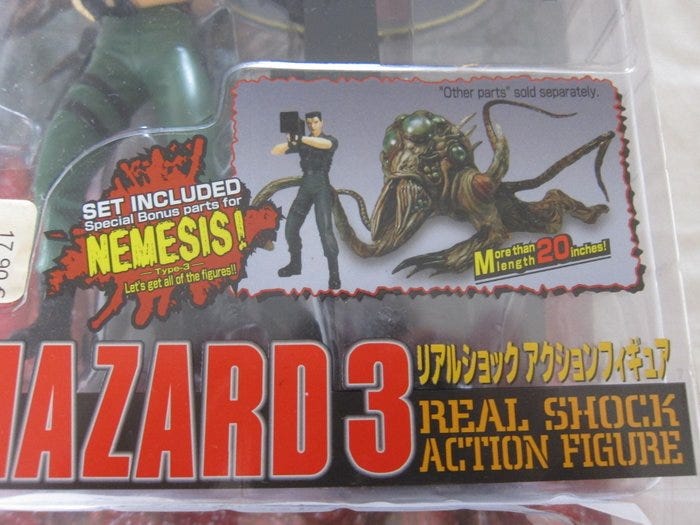 "Other parts" sold separately.
SET INCLUDED
Special Bonus parts for
NEMESIS!
Type-3
Let's get all of the figures!!
More than 20 inches!
length
17.90 €
HAZARD 3
リアルショック アクションフィギュア
REAL SHOCK
ACTION FIGURE